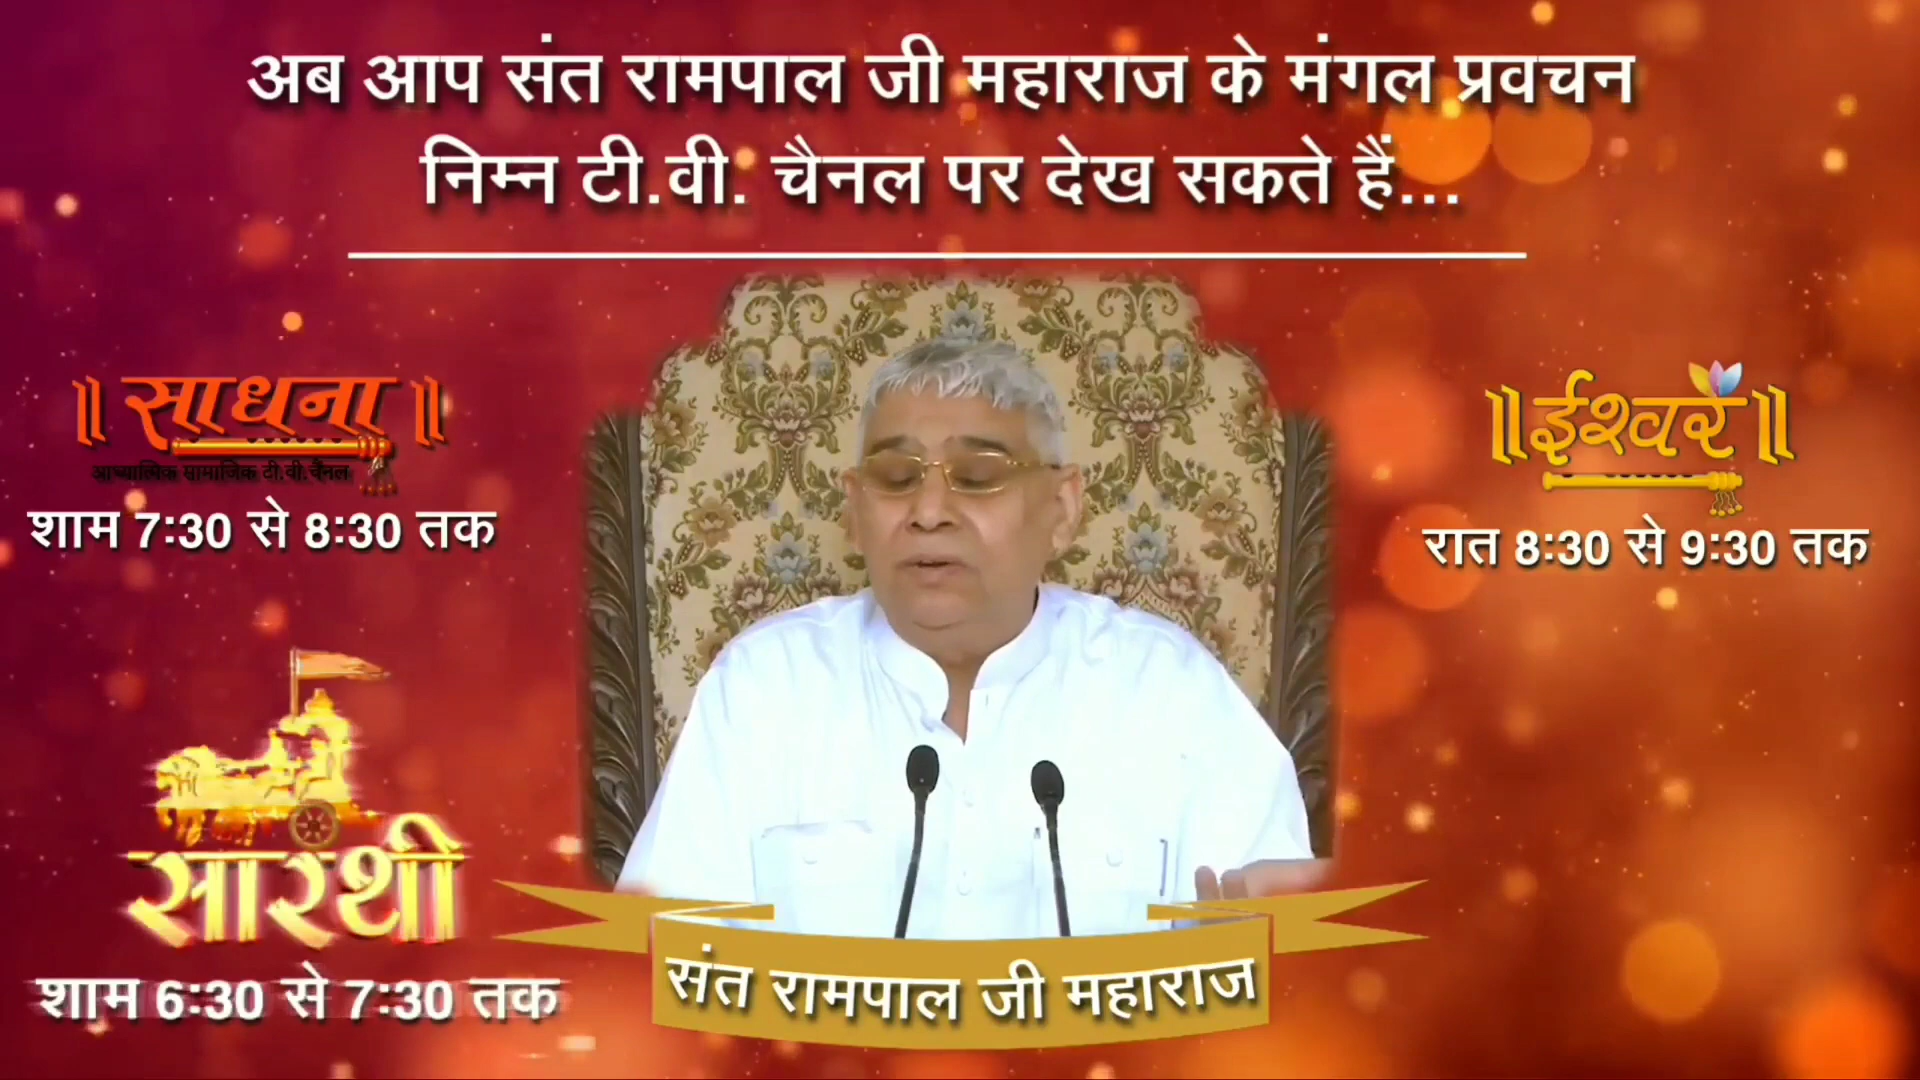 अब आप संत रामपाल जी महाराज के मंगल प्रवचन
निम्न टी.वी. चैनल पर देख सकते हैं...
॥ साधना ॥
आध्यात्मिक सामाजिक टी.वी.चैनल
शाम 7:30 से 8:30 तक
॥ ईश्वर ॥
रात 8:30 से 9:30 तक
सारथी
शाम 6:30 से 7:30 तक
संत रामपाल जी महाराज